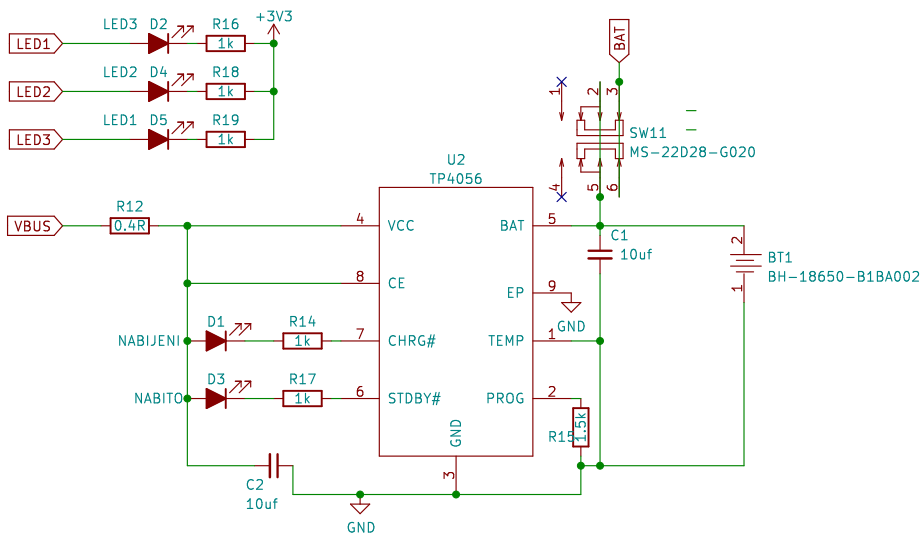 +3V3
LED3 D2 R16
LED1 1k
BAT
LED2 D4 R18
LED2 1k
1 2 3
LED1 D5 R19
LED3 1k
SW11
MS-22D28-G020
U2
TP4056
4 5 6
R12
VBUS 0.4R
4 VCC BAT 5
C1
10uf
2
BT1
BH-18650-B1BA002
1
8 CE
EP 9
GND
D1 R14
NABIJENI 1k 7 CHRG# TEMP 1
D3 R17
NABITO 1k 6 STDBY# PROG 2
R15 1.5k
GND
3
C2
10uf
GND